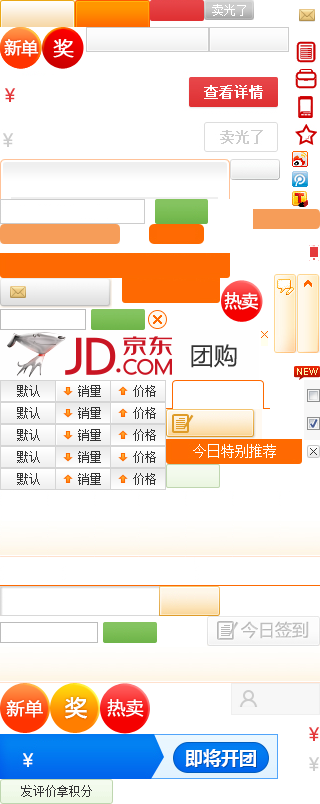 卖光了
新单 奖
¥ 查看详情
¥ 卖光了
热卖
JD.COM 京东 团购
NEW
默认 销量 价格
默认 销量 价格
默认 销量 价格
今日特别推荐
默认 销量 价格
默认 销量 价格
今日签到
新单 奖 热卖
¥
¥ 即将开团
¥
发评价拿积分